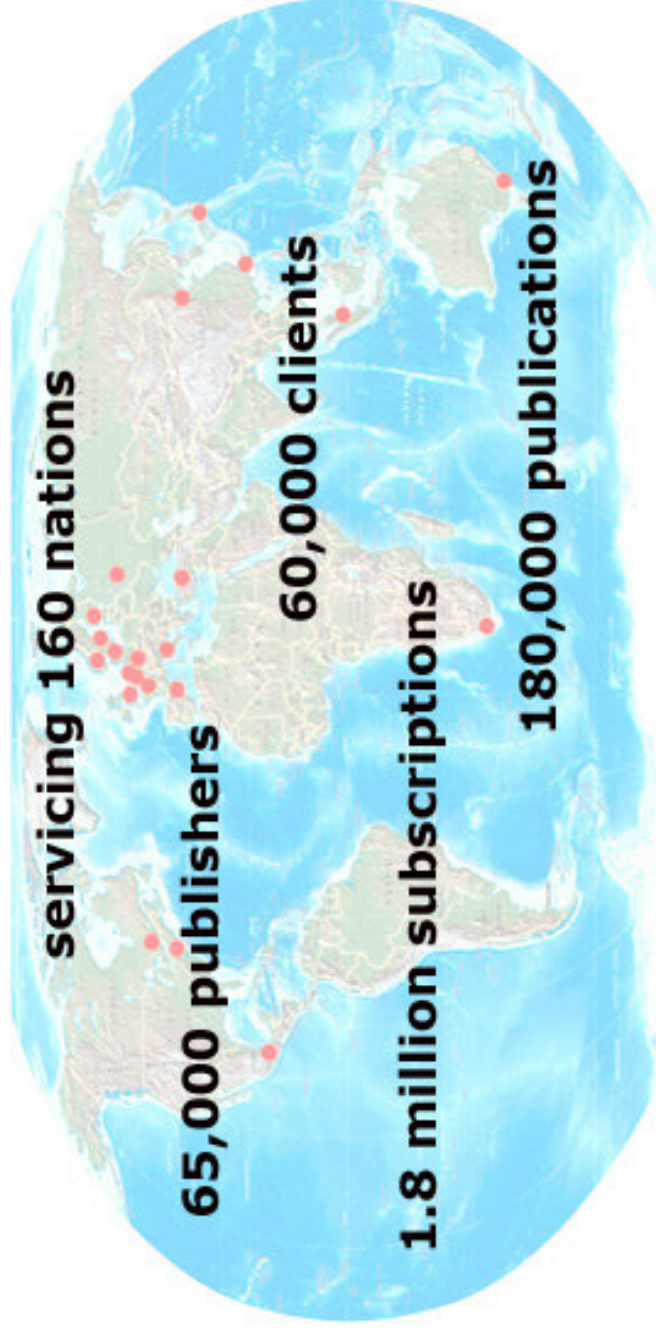 servicing 160 nations
65,000 publishers
60,000 clients
1.8 million subscriptions
180,000 publications